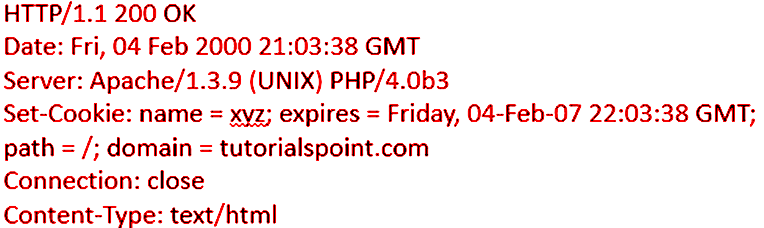 HTTP/1.1 200 OK
Date: Fri, 04 Feb 2000 21:03:38 GMT
Server: Apache/1.3.9 (UNIX) PHP/4.0b3
Set-Cookie: name = xyz; expires = Friday, 04-Feb-07 22:03:38 GMT;
path = /; domain = tutorialspoint.com
Connection: close
Content-Type: text/html